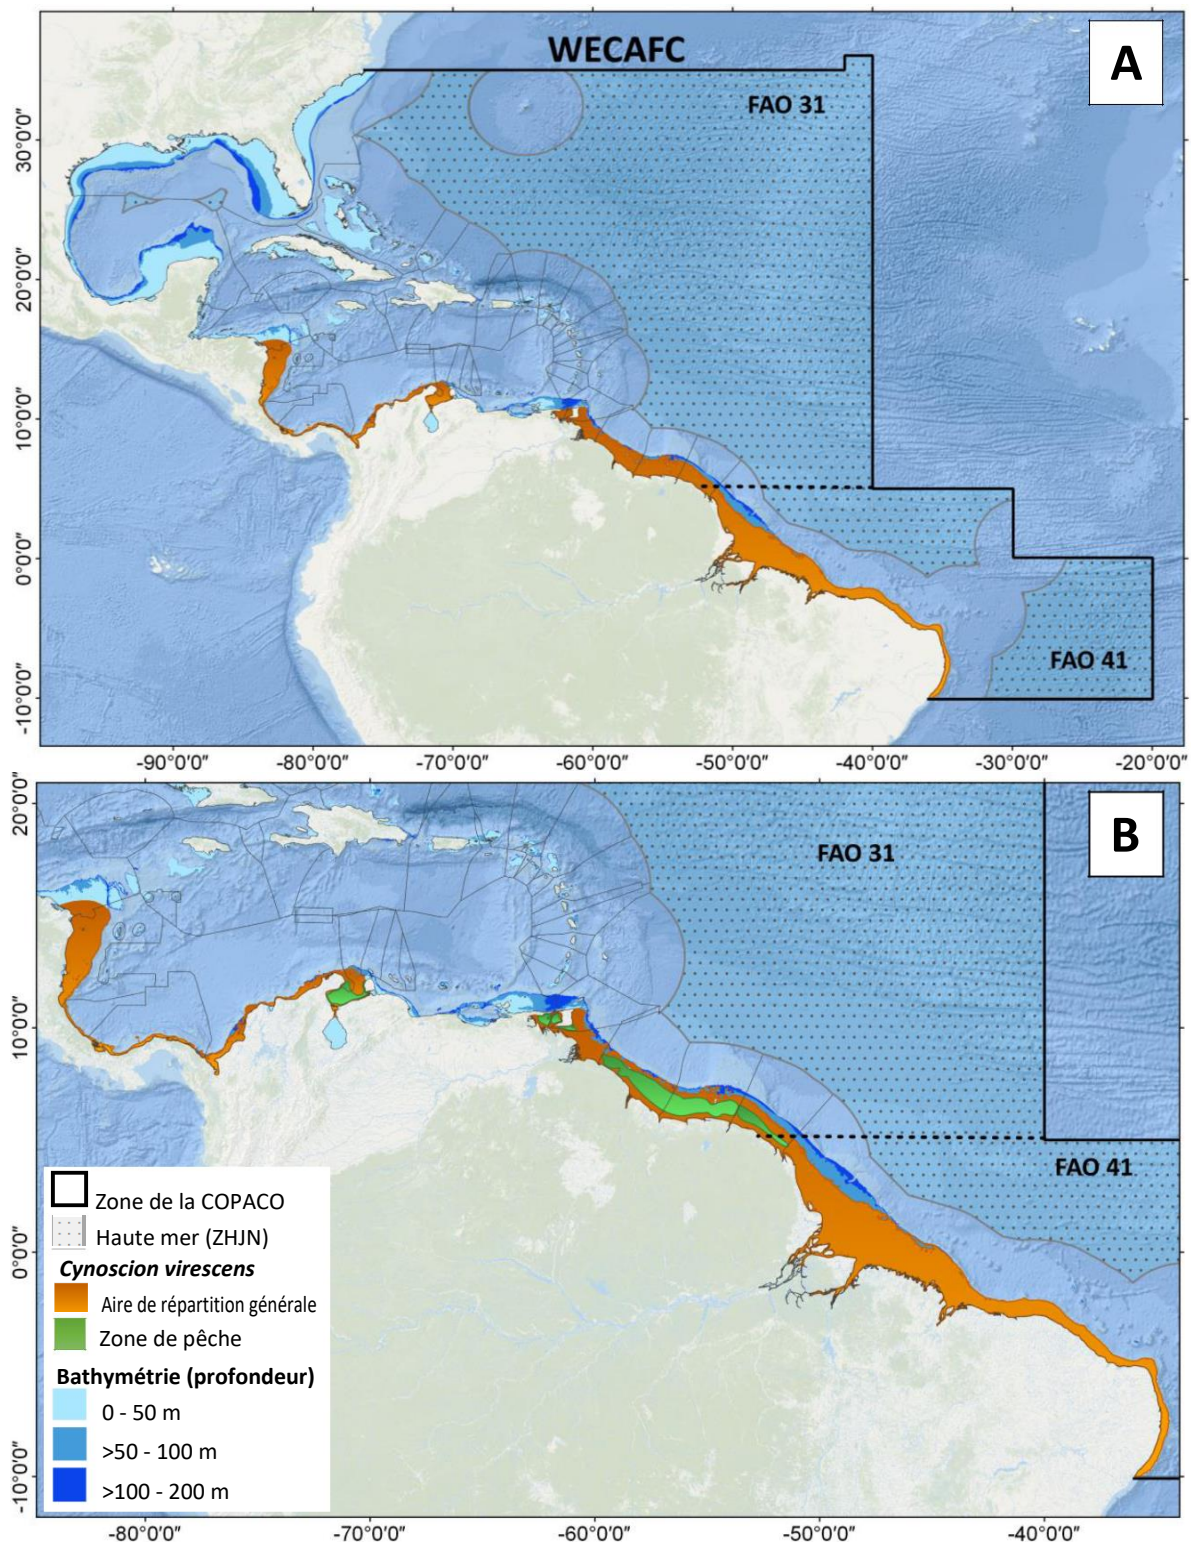 WECAFC
A
FAO 31
FAO 41
30°0'0"
20°0'0"
10°0'0"
0°0'0"
-10°0'0"
-90°0'0"
-80°0'0"
-70°0'0"
-60°0'0"
-50°0'0"
-40°0'0"
-30°0'0"
-20°0'0"
B
FAO 31
FAO 41
20°0'0"
10°0'0"
0°0'0"
-10°0'0"
Zone de la COPACO
Haute mer (ZHJN)
Cynoscion virescens
Aire de répartition générale
Zone de pêche
Bathymétrie (profondeur)
0 - 50 m
>50 - 100 m
>100 - 200 m
-80°0'0"
-70°0'0"
-60°0'0"
-50°0'0"
-40°0'0"